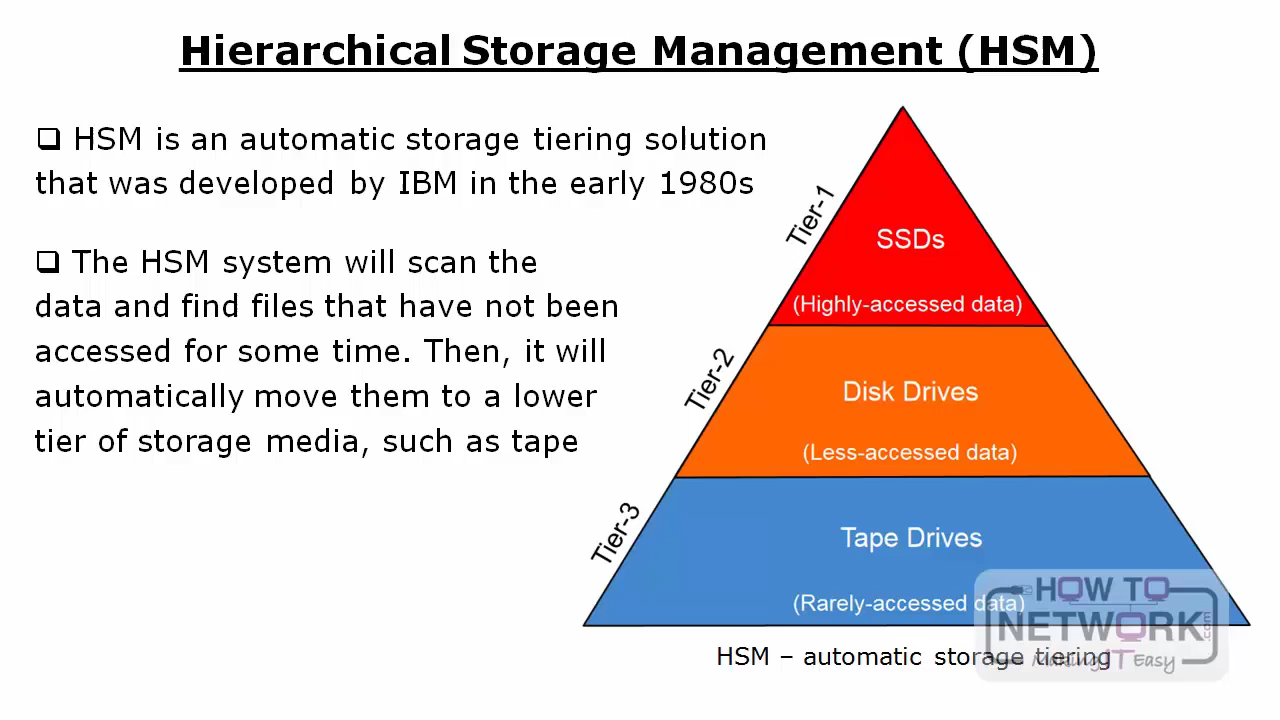 Hierarchical Storage Management (HSM)
❑ HSM is an automatic storage tiering solution
that was developed by IBM in the early 1980s
❑ The HSM system will scan the
data and find files that have not been
accessed for some time. Then, it will
automatically move them to a lower
tier of storage media, such as tape
Tier-1
SSDs
(Highly-accessed data)
Tier-2
Disk Drives
(Less-accessed data)
Tier-3
Tape Drives
(Rarely-accessed data)
HSM – automatic storage tiering
HOW TO
NETWORK.com
Making IT Easy